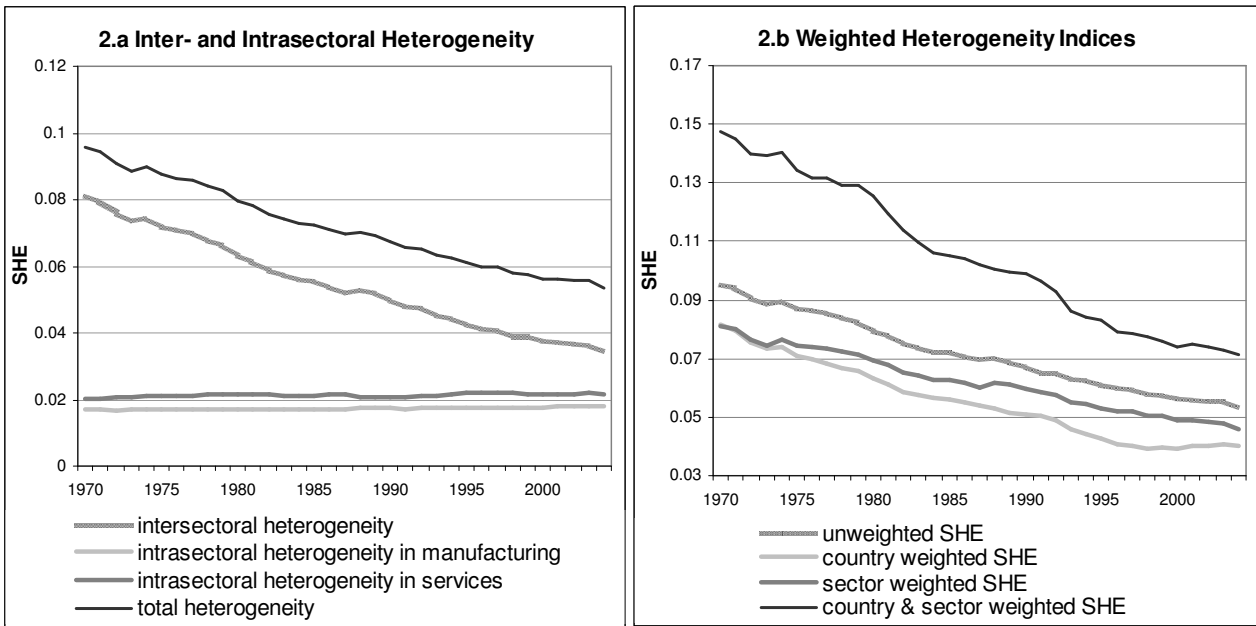 2.a Inter- and Intrasectoral Heterogeneity
0.12
0.1
0.08
0.06
0.04
0.02
0
SHE
1970 1975 1980 1985 1990 1995 2000
intersectoral heterogeneity
intrasectoral heterogeneity in manufacturing
intrasectoral heterogeneity in services
total heterogeneity
2.b Weighted Heterogeneity Indices
0.17
0.15
0.13
0.11
0.09
0.07
0.05
0.03
SHE
1970 1975 1980 1985 1990 1995 2000
unweighted SHE
country weighted SHE
sector weighted SHE
country & sector weighted SHE